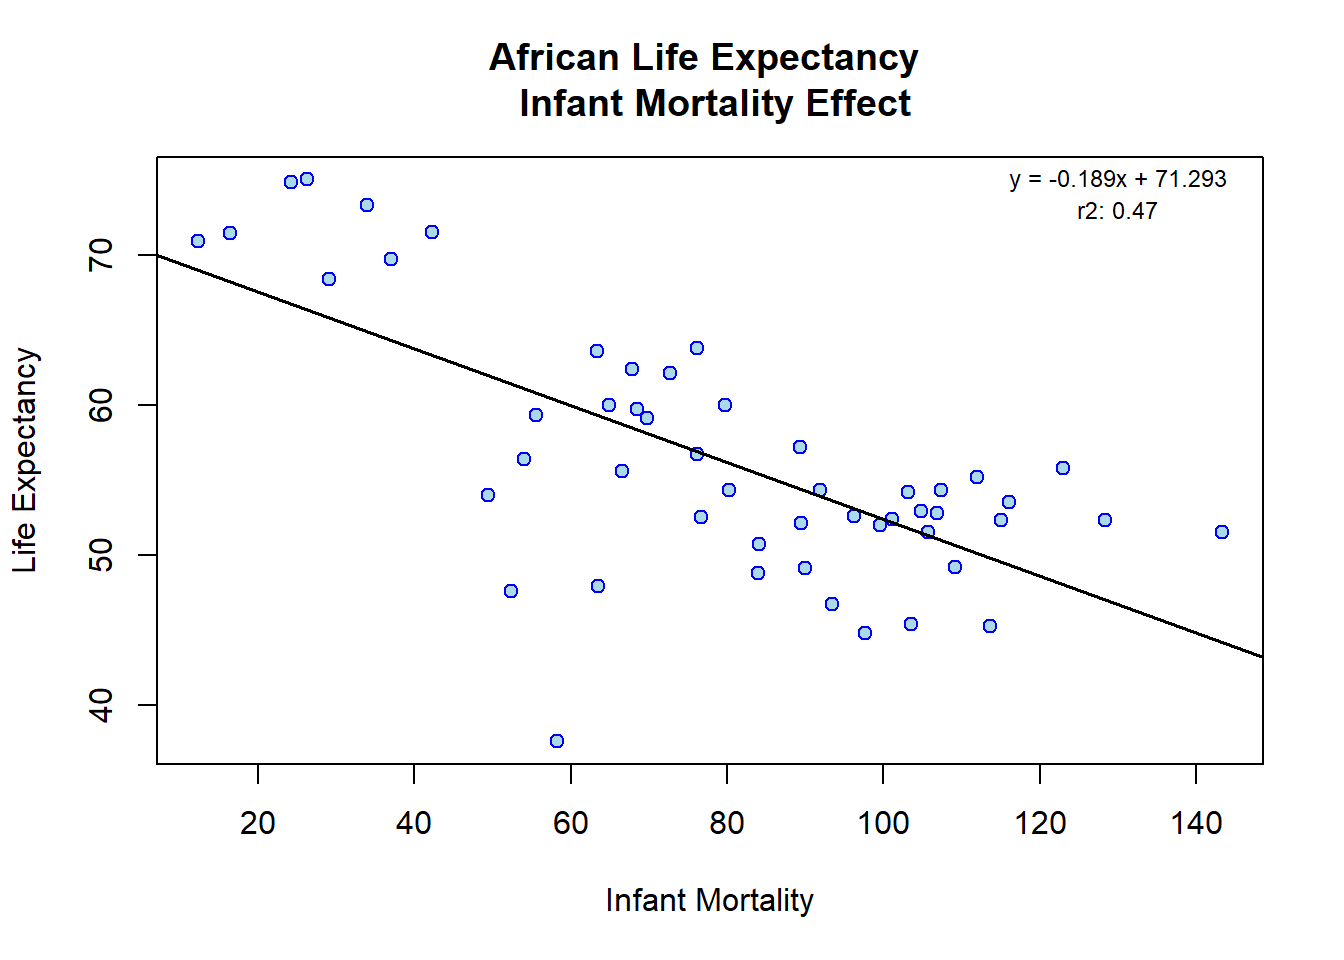 African Life Expectancy
Infant Mortality Effect
y = -0.189x + 71.293
r2: 0.47
Life Expectancy
70
60
50
40
20 40 60 80 100 120 140
Infant Mortality